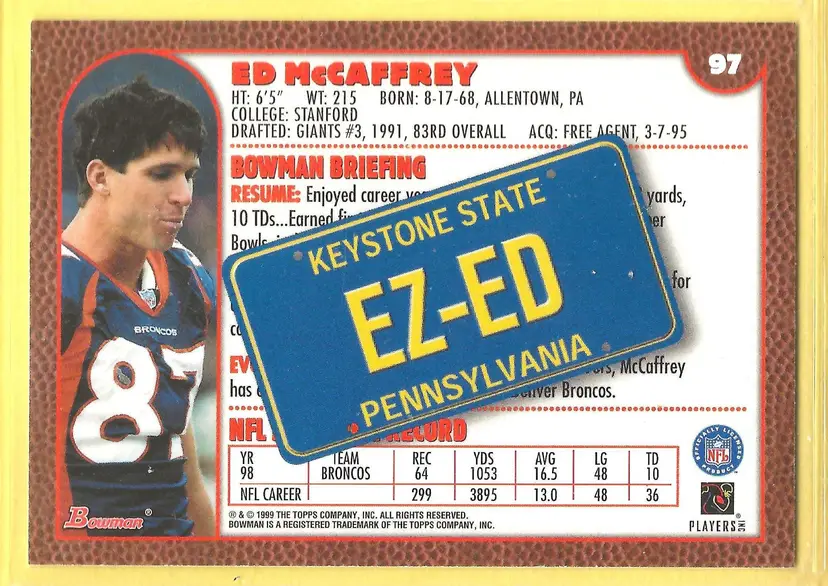 97
ED McCAFFREY
HT: 6'5" WT: 215 BORN: 8-17-68, ALLENTOWN, PA
COLLEGE: STANFORD
DRAFTED: GIANTS #3, 1991, 83RD OVERALL ACQ: FREE AGENT, 3-7-95
BOWMAN BRIEFING
RESUME: Enjoyed career yards,
10 TDs...Earned
for
KEYSTONE STATE
EZ-ED
PENNSYLVANIA
McCaffrey
has Broncos.
NFL RECORD
YR TEAM REC YDS AVG LG TD
98 BRONCOS 64 1053 16.5 48 10
NFL CAREER 299 3895 13.0 48 36
® & © 1999 THE TOPPS COMPANY, INC. ALL RIGHTS RESERVED.
BOWMAN IS A REGISTERED TRADEMARK OF THE TOPPS COMPANY, INC.
BRONCOS
87
Bowman®
OFFICIALLY LICENSED
NFL
PRODUCT
PLAYERS INC